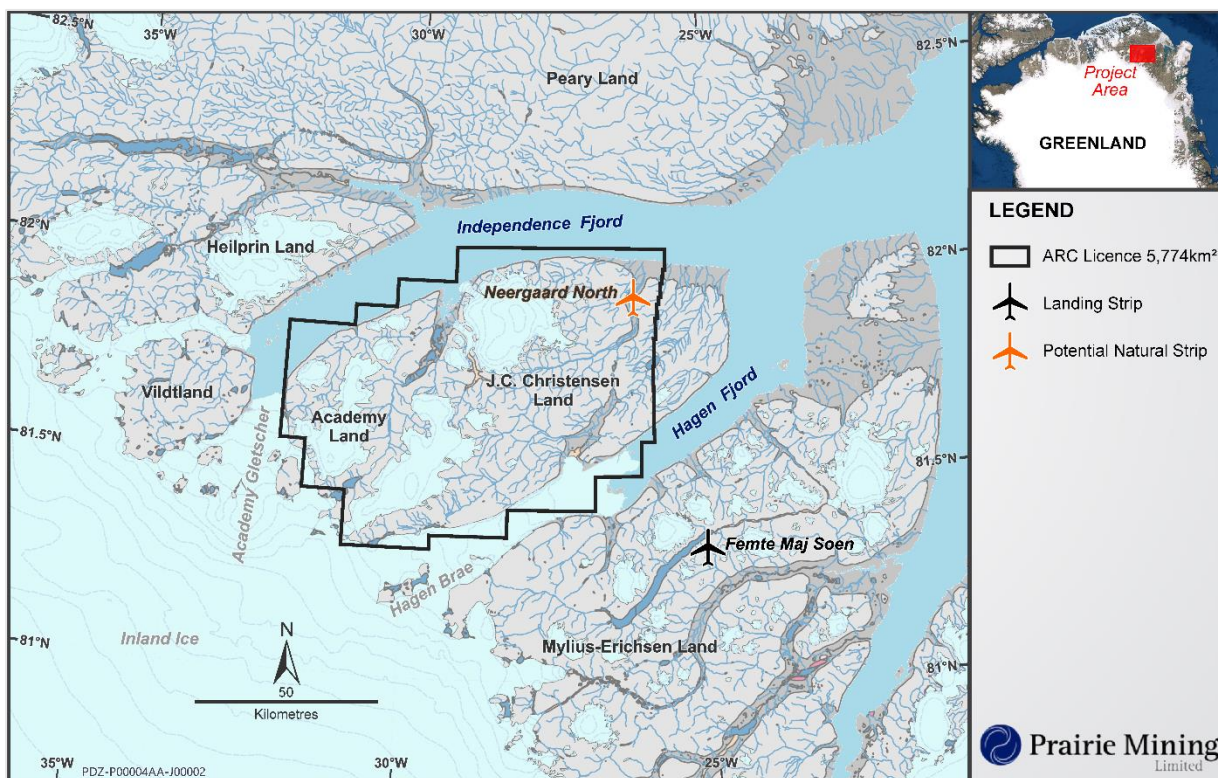 82.5°N
35°W
30°W
25°W
82.5°N
Peary Land
82°N
Independence Fjord
82°N
Heilprin Land
Neergaard North
Vildtland
J.C. Christensen
Land
Hagen Fjord
Academy
Land
81.5°N
81.5°N
Academy Gletscher
Femte Maj Soen
Hagen Brae
Inland Ice
N
Mylius-Erichsen Land
81°N
81°N
50
Kilometres
35°W
30°W
25°W
PDZ-P00004AA-J00002
Project
Area
GREENLAND
LEGEND
ARC Licence 5,774km²
Landing Strip
Potential Natural Strip
Prairie Mining
Limited